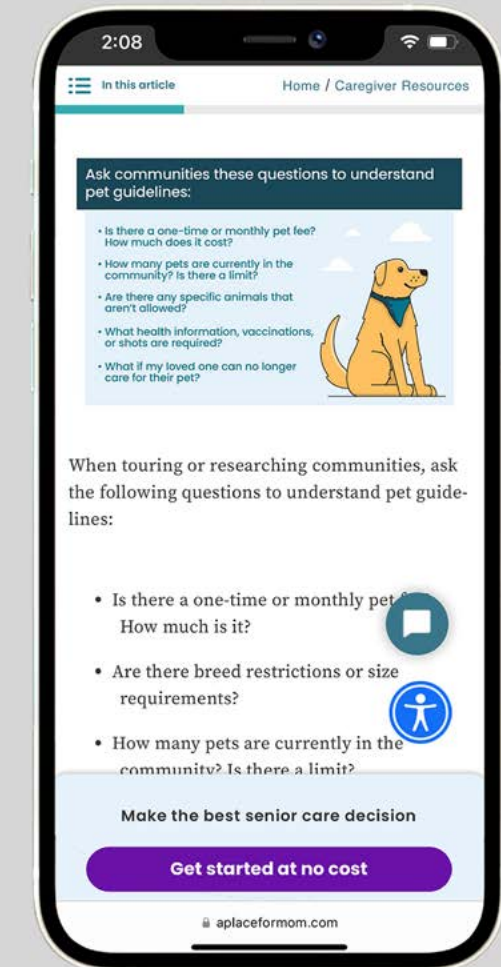 2:08
In this article
Home / Caregiver Resources
Ask communities these questions to understand
pet guidelines:
• Is there a one-time or monthly pet fee?
How much does it cost?
• How many pets are currently in the
community? Is there a limit?
• Are there any specific animals that
aren't allowed?
• What health information, vaccinations,
or shots are required?
• What if my loved one can no longer
care for their pet?
When touring or researching communities, ask
the following questions to understand pet guide-
lines:
• Is there a one-time or monthly pet
How much is it?
• Are there breed restrictions or size
requirements?
• How many pets are currently in the
community? Is there a limit?
Make the best senior care decision
Get started at no cost
aplaceformom.com